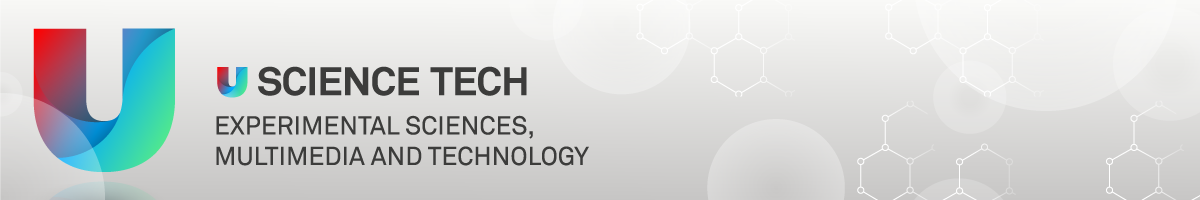 U
U SCIENCE TECH
EXPERIMENTAL SCIENCES,
MULTIMEDIA AND TECHNOLOGY